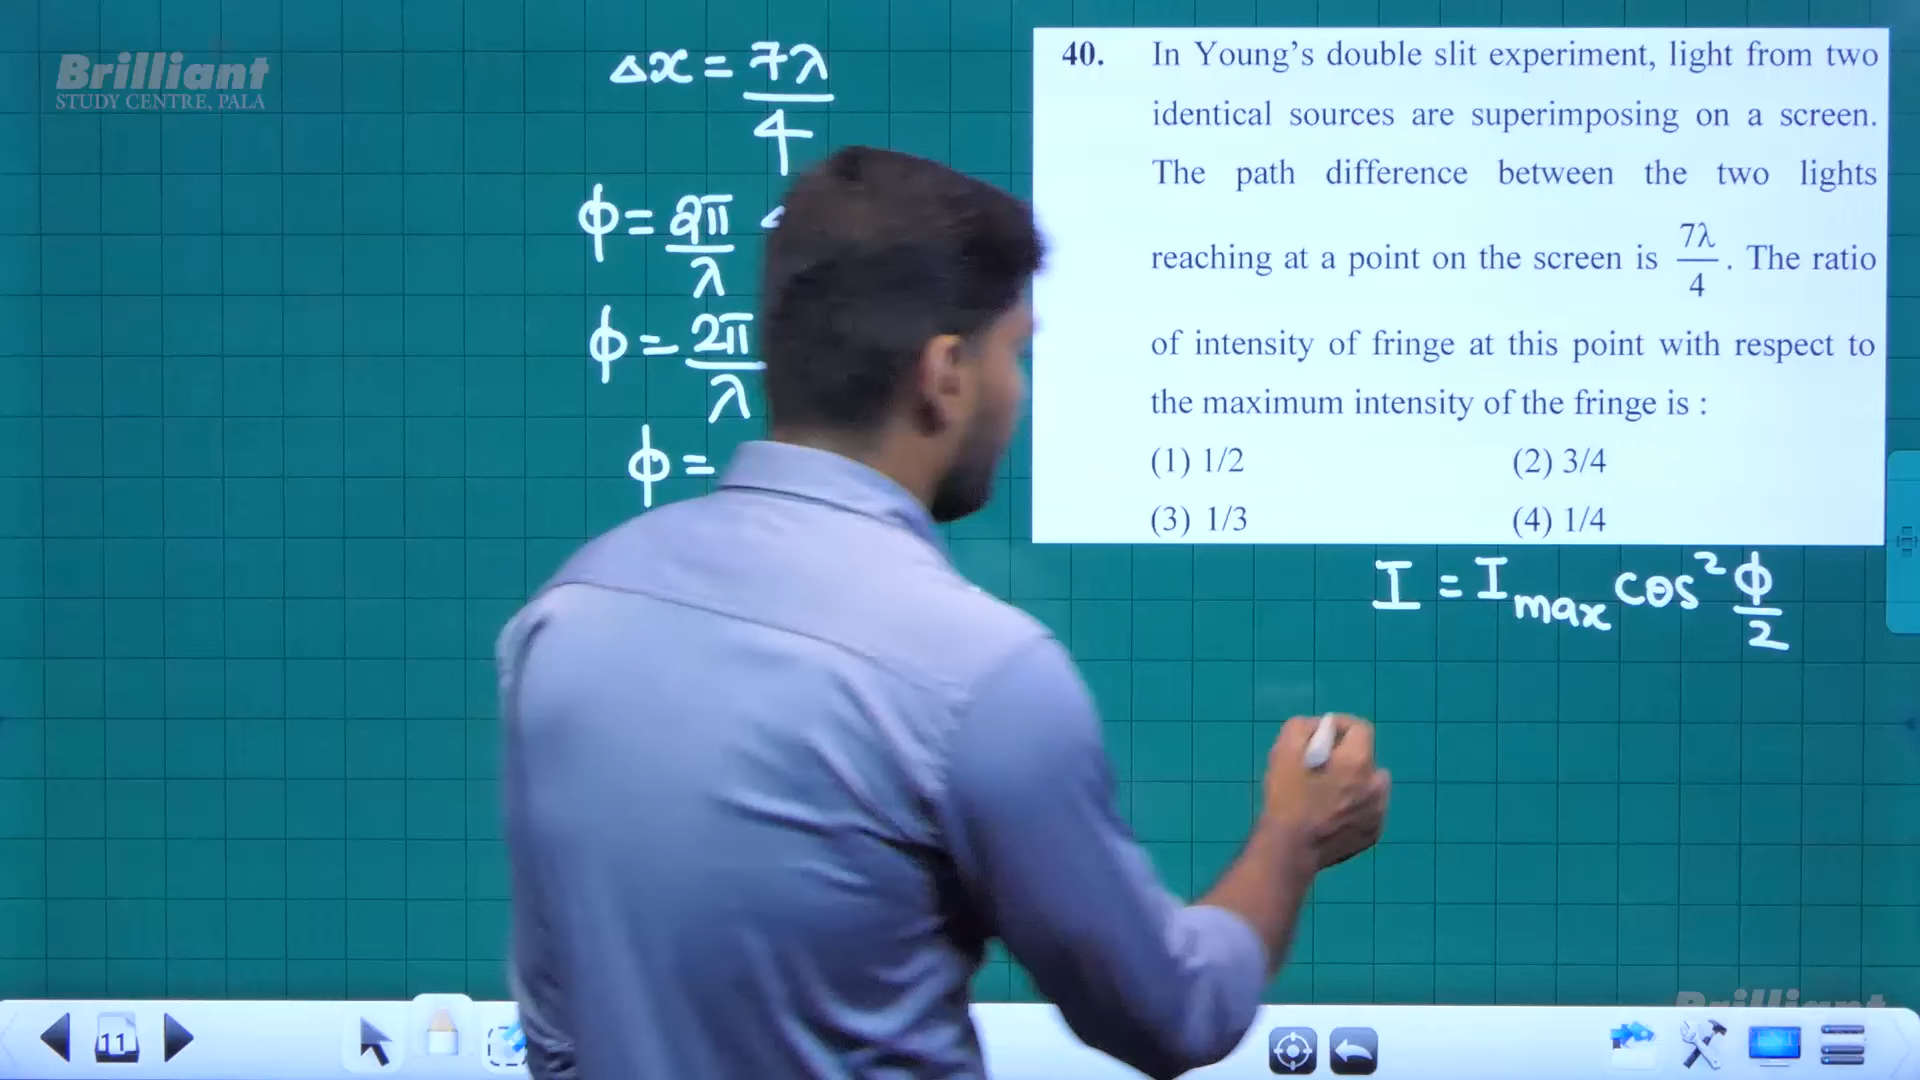 Brilliant
STUDY CENTRE, PALA
Δx = 7λ/4
φ = 2π/λ
φ = 2π/λ
φ =
40. In Young's double slit experiment, light from two
identical sources are superimposing on a screen.
The path difference between the two lights
reaching at a point on the screen is 7λ/4. The ratio
of intensity of fringe at this point with respect to
the maximum intensity of the fringe is :
(1) 1/2 (2) 3/4
(3) 1/3 (4) 1/4
I = I max cos² φ/2
11
Brilliant